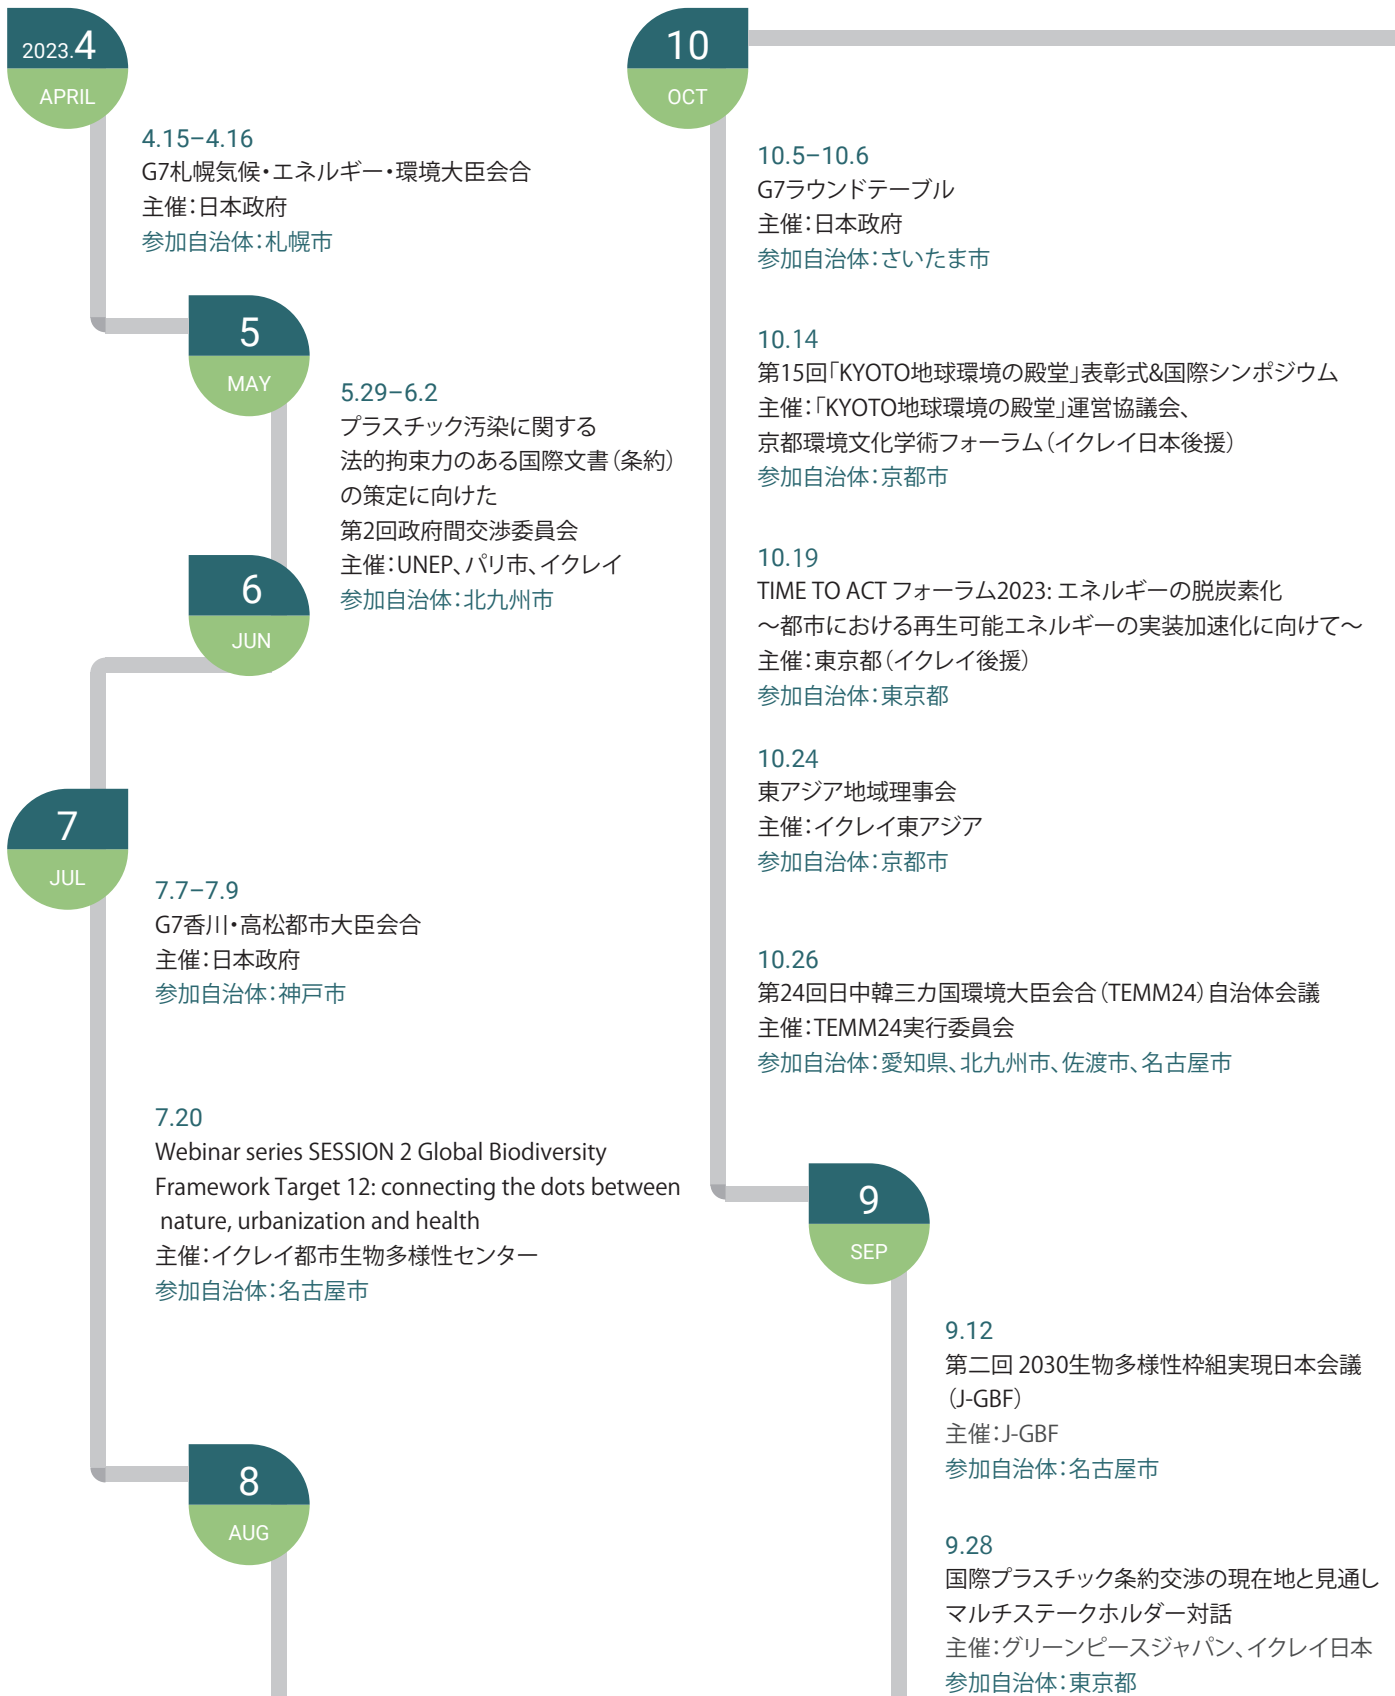 2023.4
APRIL
4.15–4.16
G7札幌気候・エネルギー・環境大臣会合
主催：日本政府
参加自治体：札幌市
5
MAY
5.29–6.2
プラスチック汚染に関する
法的拘束力のある国際文書（条約）
の策定に向けた
第2回政府間交渉委員会
主催：UNEP、パリ市、イクレイ
参加自治体：北九州市
6
JUN
7
JUL
7.7–7.9
G7香川・高松都市大臣会合
主催：日本政府
参加自治体：神戸市
7.20
Webinar series SESSION 2 Global Biodiversity
Framework Target 12: connecting the dots between
nature, urbanization and health
主催：イクレイ都市生物多様性センター
参加自治体：名古屋市
8
AUG
10
OCT
10.5–10.6
G7ラウンドテーブル
主催：日本政府
参加自治体：さいたま市
10.14
第15回「KYOTO地球環境の殿堂」表彰式&国際シンポジウム
主催：「KYOTO地球環境の殿堂」運営協議会、
京都環境文化学術フォーラム（イクレイ日本後援）
参加自治体：京都市
10.19
TIME TO ACT フォーラム2023: エネルギーの脱炭素化
～都市における再生可能エネルギーの実装加速化に向けて～
主催：東京都（イクレイ後援）
参加自治体：東京都
10.24
東アジア地域理事会
主催：イクレイ東アジア
参加自治体：京都市
10.26
第24回日中韓三カ国環境大臣会合（TEMM24）自治体会議
主催：TEMM24実行委員会
参加自治体：愛知県、北九州市、佐渡市、名古屋市
9
SEP
9.12
第二回 2030生物多様性枠組実現日本会議
（J-GBF）
主催：J-GBF
参加自治体：名古屋市
9.28
国際プラスチック条約交渉の現在地と見通し
マルチステークホルダー対話
主催：グリーンピースジャパン、イクレイ日本
参加自治体：東京都